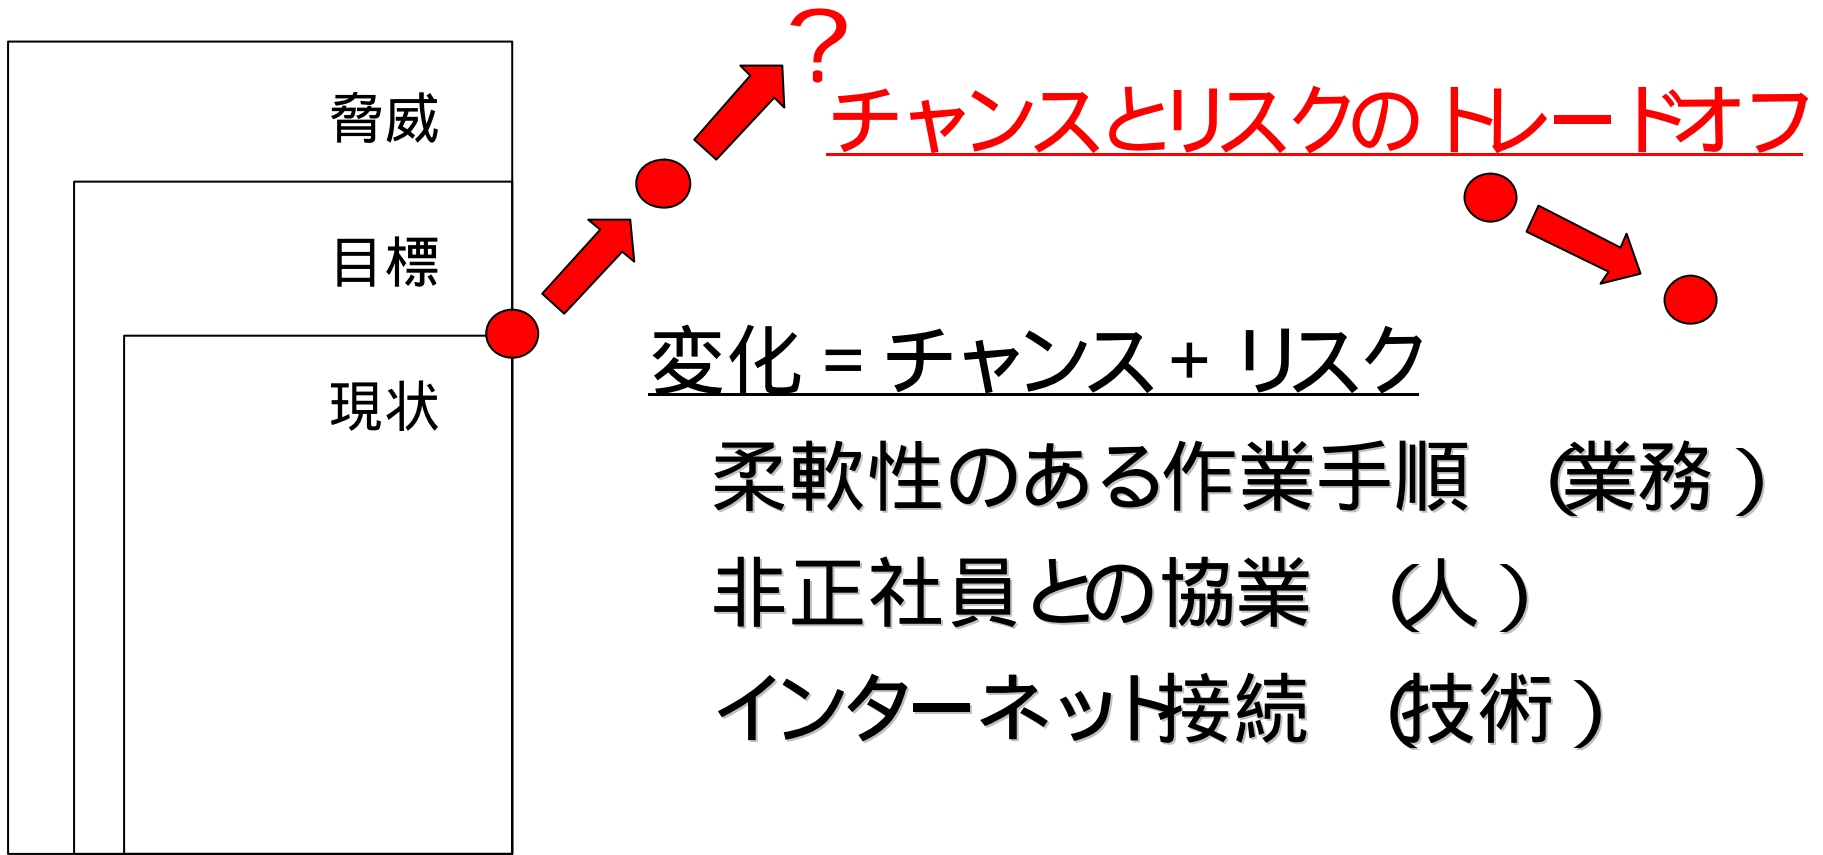 ?
チャンスとリスクのトレードオフ
脅威
目標
現状
変化 = チャンス + リスク
柔軟性のある作業手順 (業務)
非正社員との協業 (人)
インターネット接続 (技術)